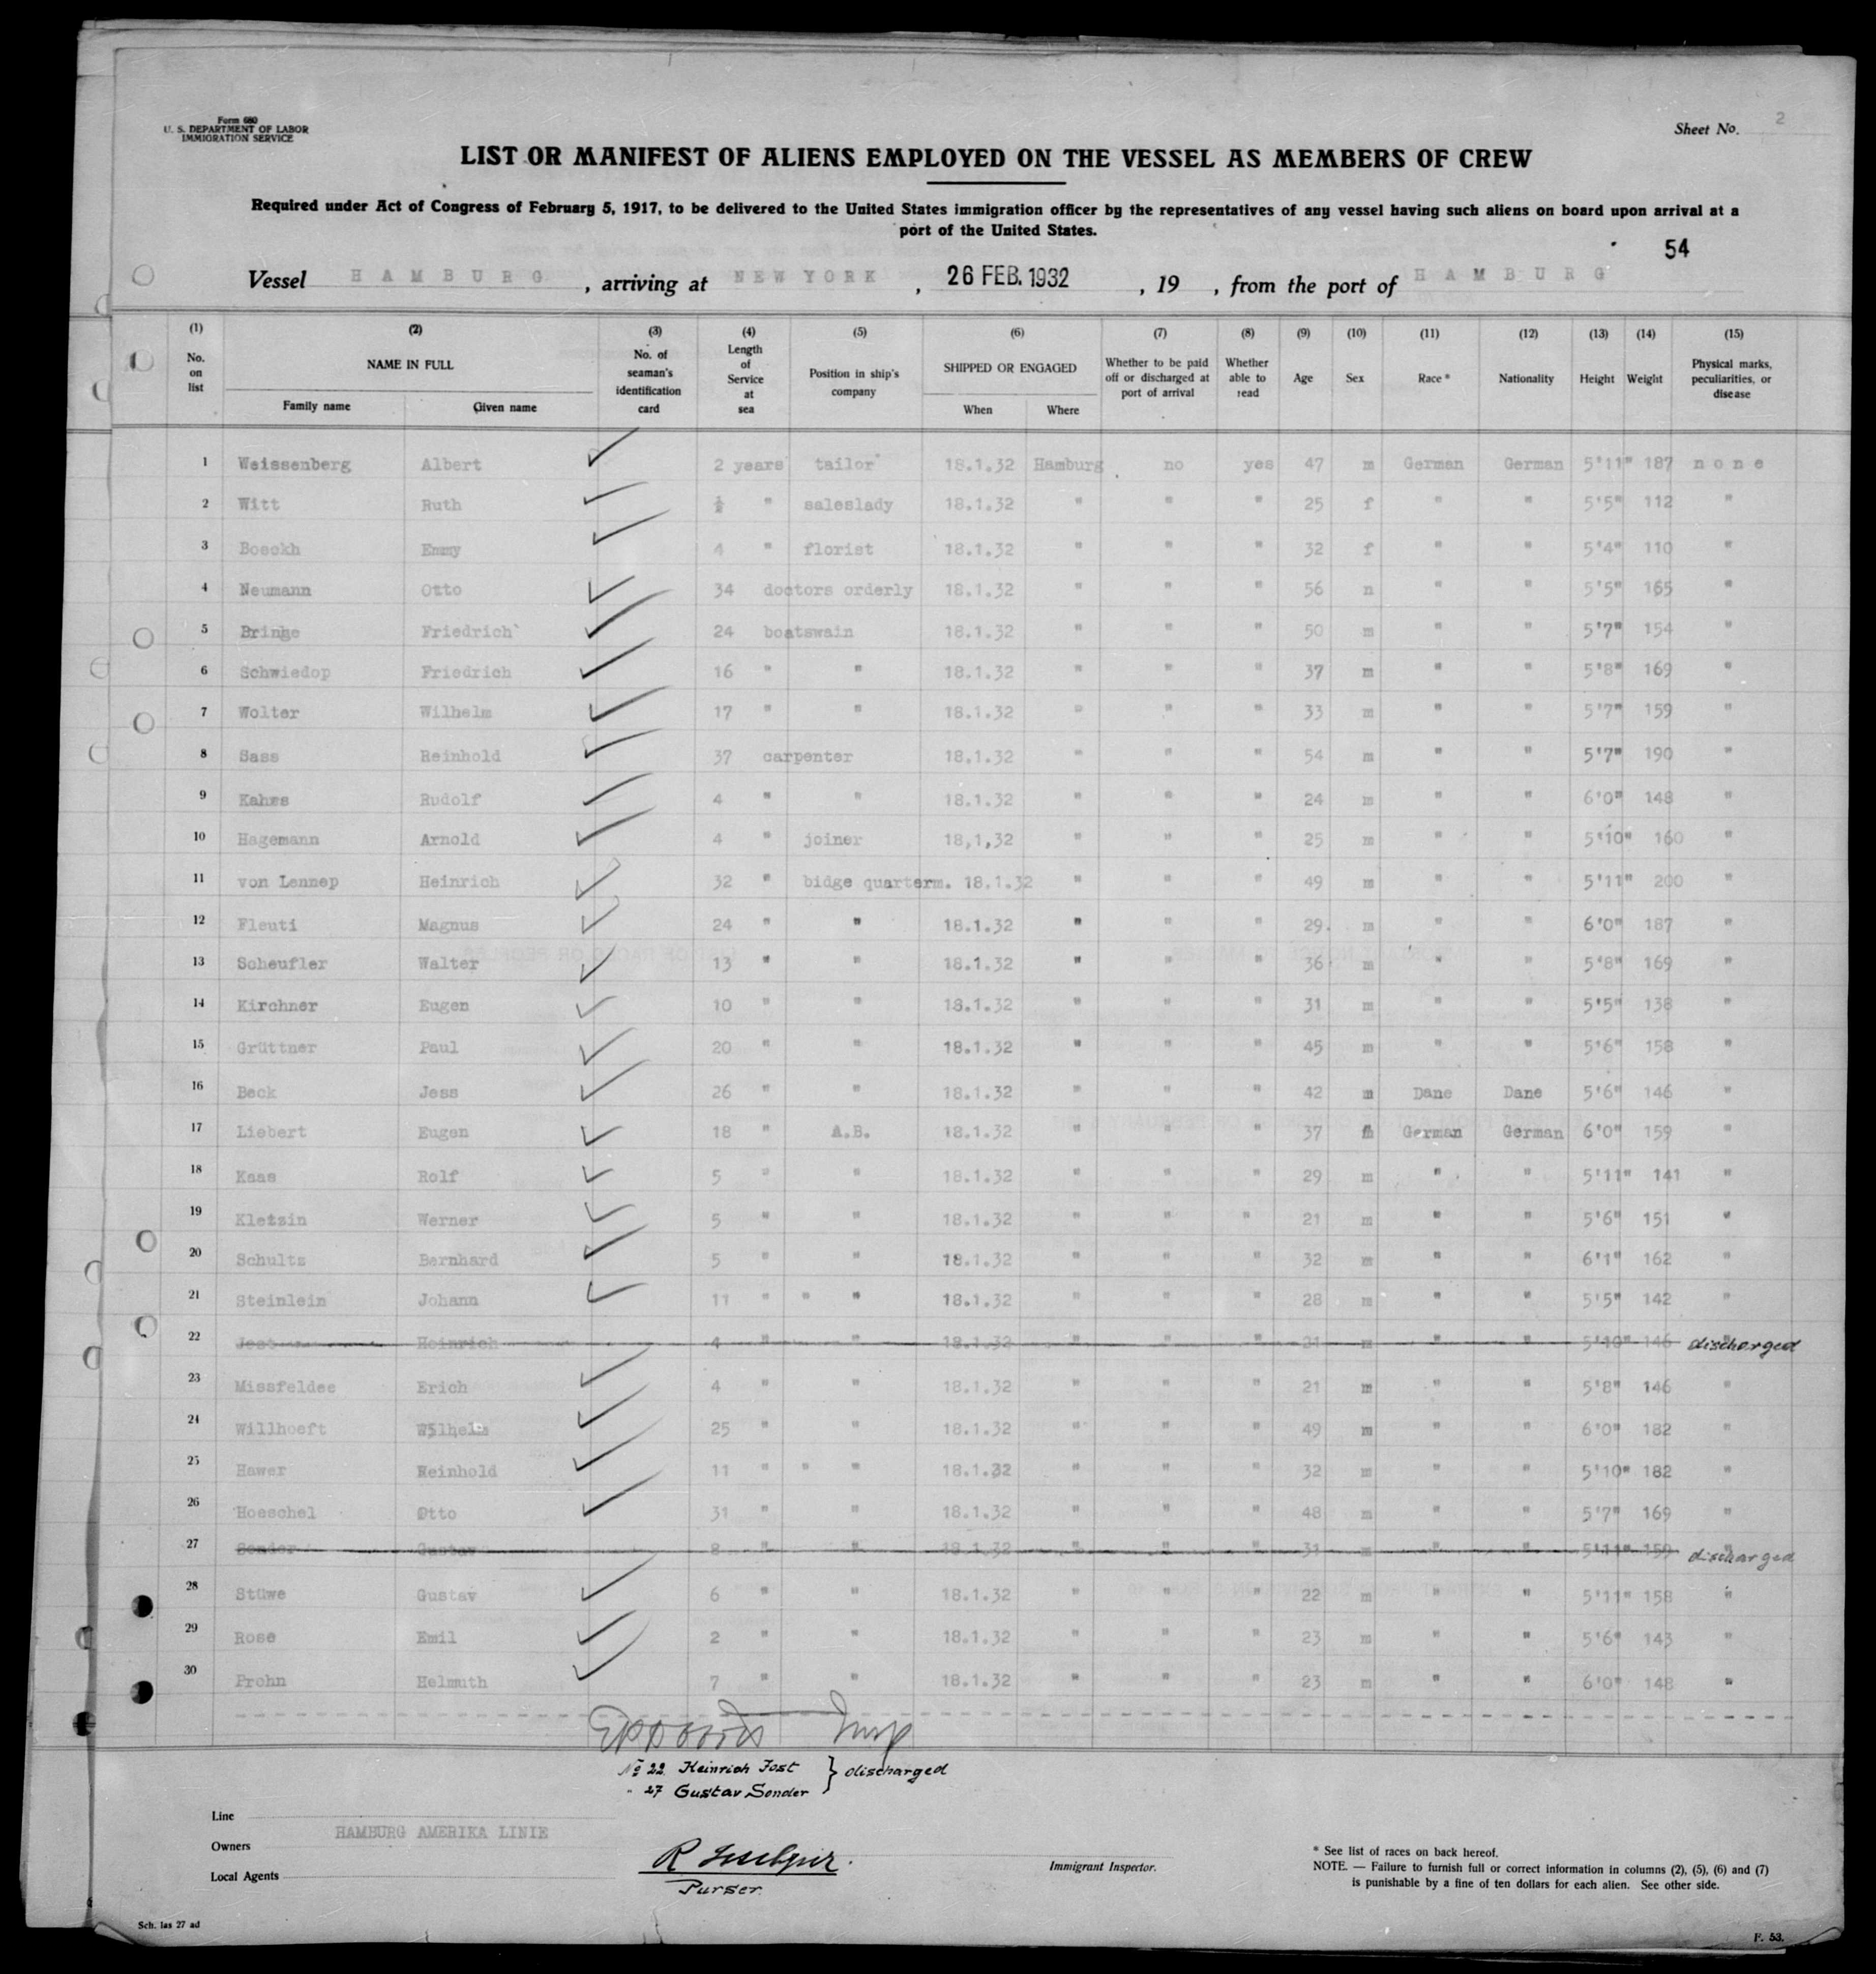 Form 680
U. S. DEPARTMENT OF LABOR
IMMIGRATION SERVICE
Sheet No. 2
LIST OR MANIFEST OF ALIENS EMPLOYED ON THE VESSEL AS MEMBERS OF CREW
Required under Act of Congress of February 5, 1917, to be delivered to the United States immigration officer by the representatives of any vessel having such aliens on board upon arrival at a
port of the United States.
54
Vessel HAMBURG, arriving at NEW YORK, 26 FEB. 1932, 19 , from the port of HAMBURG
(1) (2) (3) (4) (5) (6) (7) (8) (9) (10) (11) (12) (13) (14) (15)
No. on list NAME IN FULL Family name Given name No. of seaman's identification card Length of Service at sea Position in ship's company SHIPPED OR ENGAGED When Where Whether to be paid off or discharged at port of arrival Whether able to read Age Sex Race * Nationality Height Weight Physical marks, peculiarities, or disease
1 Weissenberg Albert 2 years tailor 18.1.32 Hamburg no yes 47 m German German 5'11" 187 none
2 Witt Ruth ½ " saleslady 18.1.32 " " " 25 f " " 5'5" 112 "
3 Boeckh Emmy 4 " florist 18.1.32 " " " 32 f " " 5'4" 110 "
4 Neumann Otto 34 doctors orderly 18.1.32 " " " 56 n " " 5'5" 165 "
5 Bringe Friedrich 24 boatswain 18.1.32 " " " 50 m " " 5'7" 154 "
6 Schwiedop Friedrich 16 " " 18.1.32 " " " 37 m " " 5'8" 169 "
7 Wolter Wilhelm 17 " " 18.1.32 " " " 33 m " " 5'7" 159 "
8 Sass Reinhold 37 carpenter 18.1.32 " " " 54 m " " 5'7" 190 "
9 Kahrs Rudolf 4 " " 18.1.32 " " " 24 m " " 6'0" 148 "
10 Hagemann Arnold 4 " joiner 18,1,32 " " " 25 m " " 5'10" 160 "
11 von Lennep Heinrich 32 " bidge quarterm. 18.1.32 " " " 49 m " " 5'11" 200 "
12 Fleuti Magnus 24 " " 18.1.32 " " " 29 m " " 6'0" 187 "
13 Scheufler Walter 13 " " 18.1.32 " " " 36 m " " 5'8" 169 "
14 Kirchner Eugen 10 " " 18.1.32 " " " 31 m " " 5'5" 138 "
15 Grüttner Paul 20 " " 18.1.32 " " " 45 m " " 5'6" 158 "
16 Beck Jess 26 " " 18.1.32 " " " 42 m Dane Dane 5'6" 146 "
17 Liebert Eugen 18 " A.B. 18.1.32 " " " 37 m German German 6'0" 159 "
18 Kaas Rolf 5 " " 18.1.32 " " " 29 m " " 5'11" 141 "
19 Kletzin Werner 5 " " 18.1.32 " " " 21 m " " 5'6" 151 "
20 Schultz Bernhard 5 " " 18.1.32 " " " 32 m " " 6'1" 162 "
21 Steinlein Johann 11 " " " 18.1.32 " " " 28 m " " 5'5" 142 "
22 Jost Heinrich 4 " " 18.1.32 " " " 21 m " " 5'10" 146 " discharged
23 Missfeldee Erich 4 " " 18.1.32 " " " 21 m " " 5'8" 146 "
24 Willhoeft Wilhelm 25 " " 18.1.32 " " " 49 m " " 6'0" 182 "
25 Hawer Reinhold 11 " " " 18.1.32 " " " 32 m " " 5'10" 182 "
26 Hoeschel Otto 31 " " 18.1.32 " " " 48 m " " 5'7" 169 "
27 Sonder Gustav 8 " " 18.1.32 " " " 31 m " " 5'11" 159 " discharged
28 Stüwe Gustav 6 " " 18.1.32 " " " 22 m " " 5'11" 158 "
29 Rose Emil 2 " " 18.1.32 " " " 23 m " " 5'6" 143 "
30 Prohn Helmuth 7 " " 18.1.32 " " " 23 m " " 6'0" 148 "
Insp
No 22 Heinrich Jost } discharged
" 27 Gustav Sonder
Line
Owners HAMBURG AMERIKA LINIE
Local Agents
Purser
Immigrant Inspector.
* See list of races on back hereof.
NOTE. — Failure to furnish full or correct information in columns (2), (5), (6) and (7)
is punishable by a fine of ten dollars for each alien. See other side.
Sch. las 27 ad
F. 53.